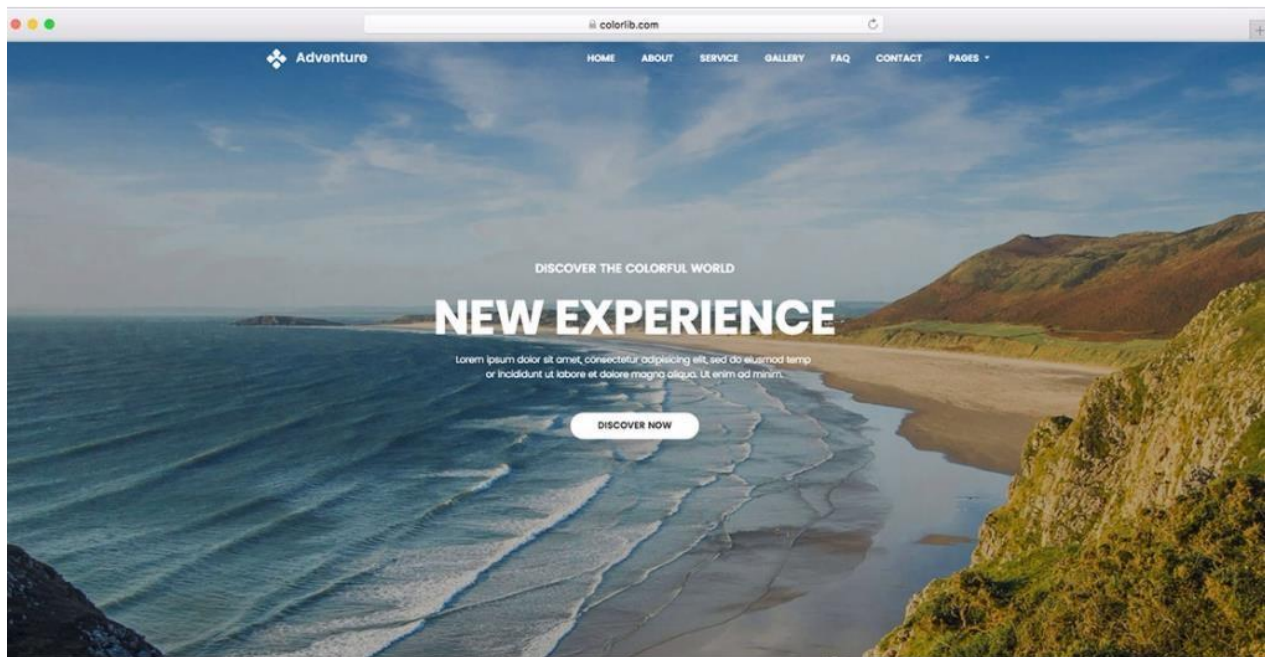 colorlib.com
Adventure HOME ABOUT SERVICE GALLERY FAQ CONTACT PAGES
DISCOVER THE COLORFUL WORLD
NEW EXPERIENCE
Lorem ipsum dolor sit amet, consectetur adipisicing elit, sed do eiusmod temp
or incididunt ut labore et dolore magna aliqua. Ut enim ad minim.
DISCOVER NOW